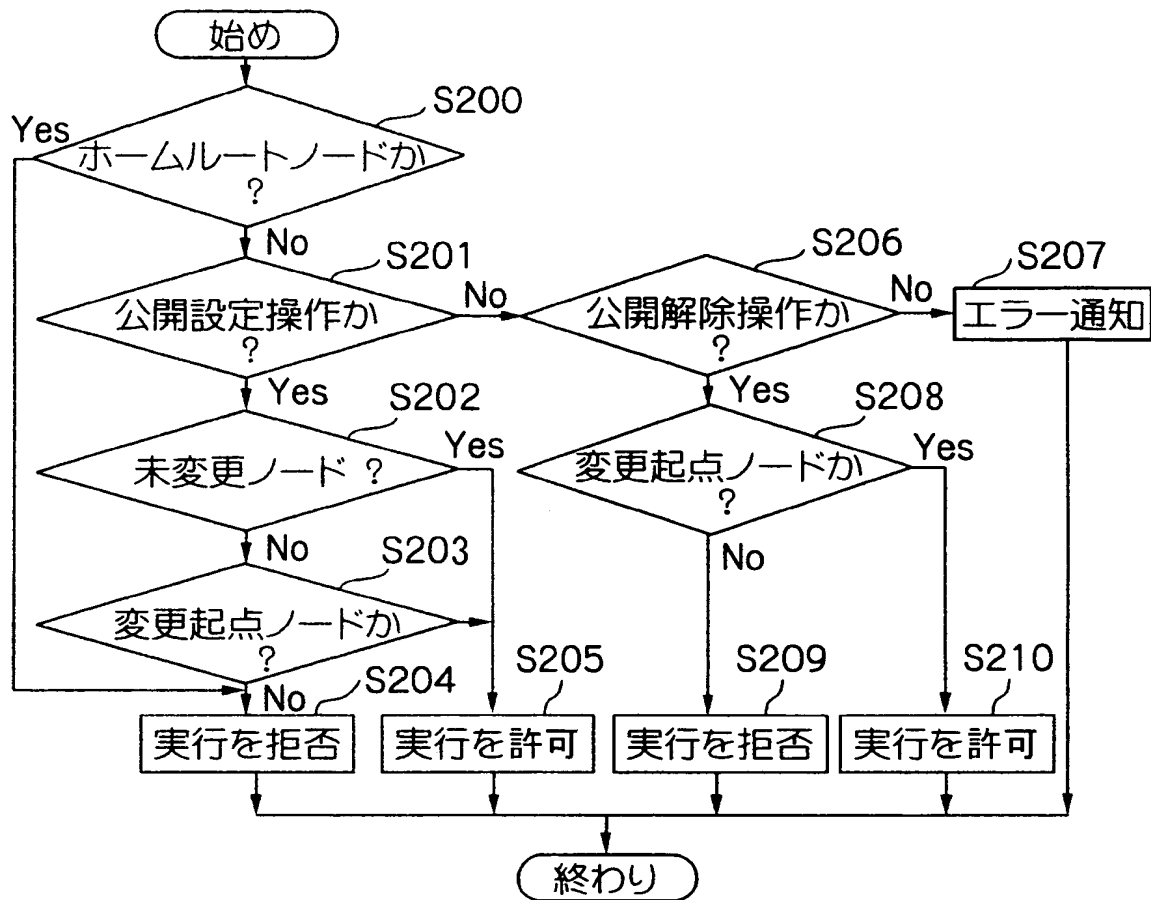 始め
S200
Yes
ホームルートノードか
?
No
S201
公開設定操作か
?
No
S206
公開解除操作か
?
No
S207
エラー通知
Yes
S202
未変更ノード ?
Yes
Yes
S208
変更起点ノードか
?
Yes
No
S203
変更起点ノードか
?
No
No
S204
実行を拒否
S205
実行を許可
S209
実行を拒否
S210
実行を許可
終わり